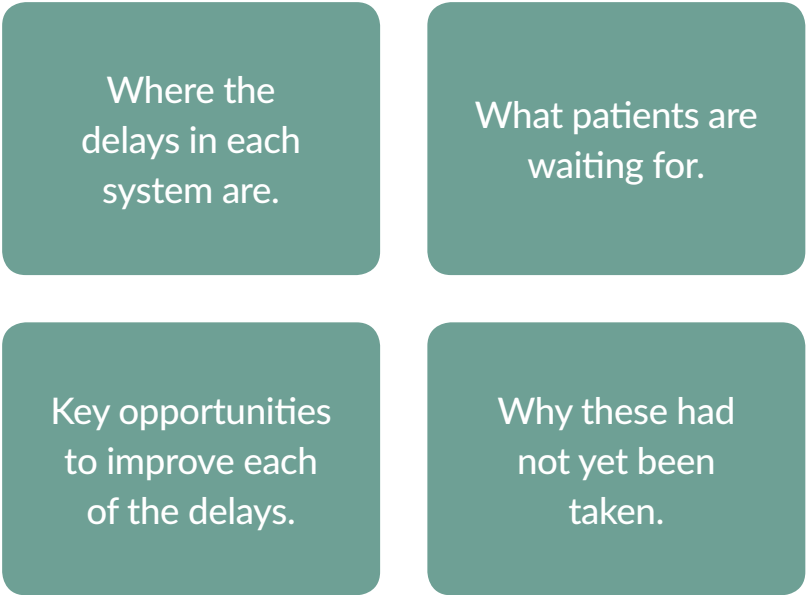 Where the
delays in each
system are.
What patients are
waiting for.
Key opportunities
to improve each
of the delays.
Why these had
not yet been
taken.